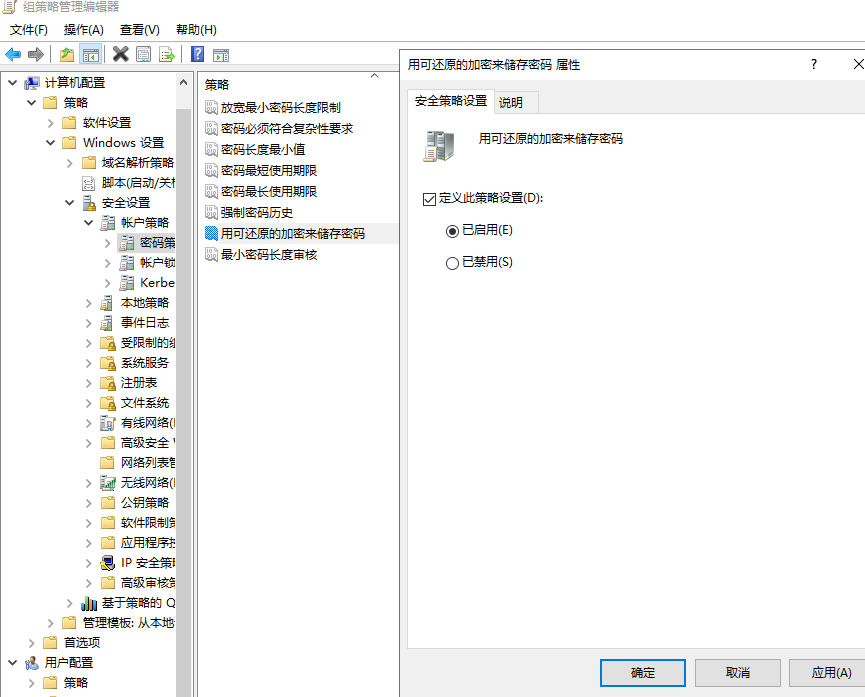 组策略管理编辑器
文件(F) 操作(A) 查看(V) 帮助(H)
计算机配置
策略
软件设置
Windows 设置
域名解析策略
脚本(启动/关机
安全设置
帐户策略
密码策
帐户锁
Kerbe
本地策略
事件日志
受限制的组
系统服务
注册表
文件系统
有线网络(I
高级安全 W
网络列表管
无线网络(I
公钥策略
软件限制策
应用程序控
IP 安全策略
高级审核策
基于策略的 Q
管理模板: 从本地
首选项
用户配置
策略
策略
放宽最小密码长度限制
密码必须符合复杂性要求
密码长度最小值
密码最短使用期限
密码最长使用期限
强制密码历史
用可还原的加密来储存密码
最小密码长度审核
用可还原的加密来储存密码 属性
?
安全策略设置 说明
用可还原的加密来储存密码
定义此策略设置(D):
已启用(E)
已禁用(S)
确定 取消 应用(A)